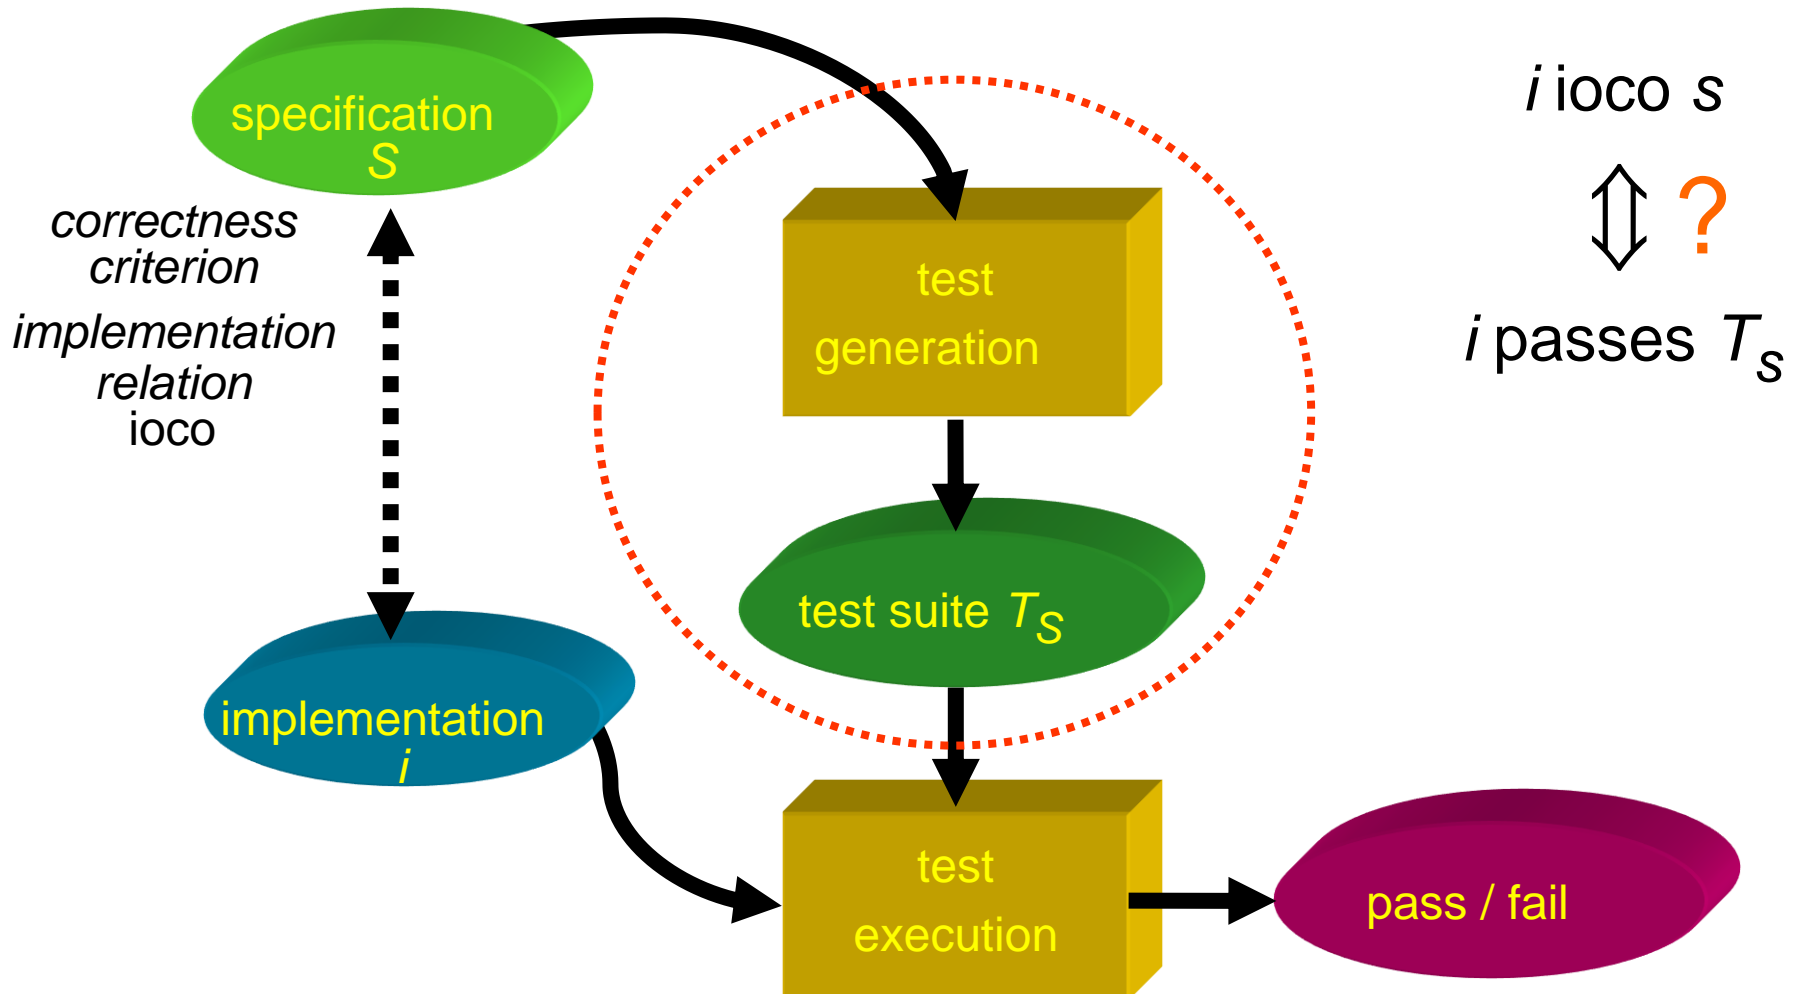 specification
S
correctness
criterion
implementation
relation
ioco
implementation
i
test
generation
test suite T_S
test
execution
pass / fail
i ioco s
⇕ ?
i passes T_s